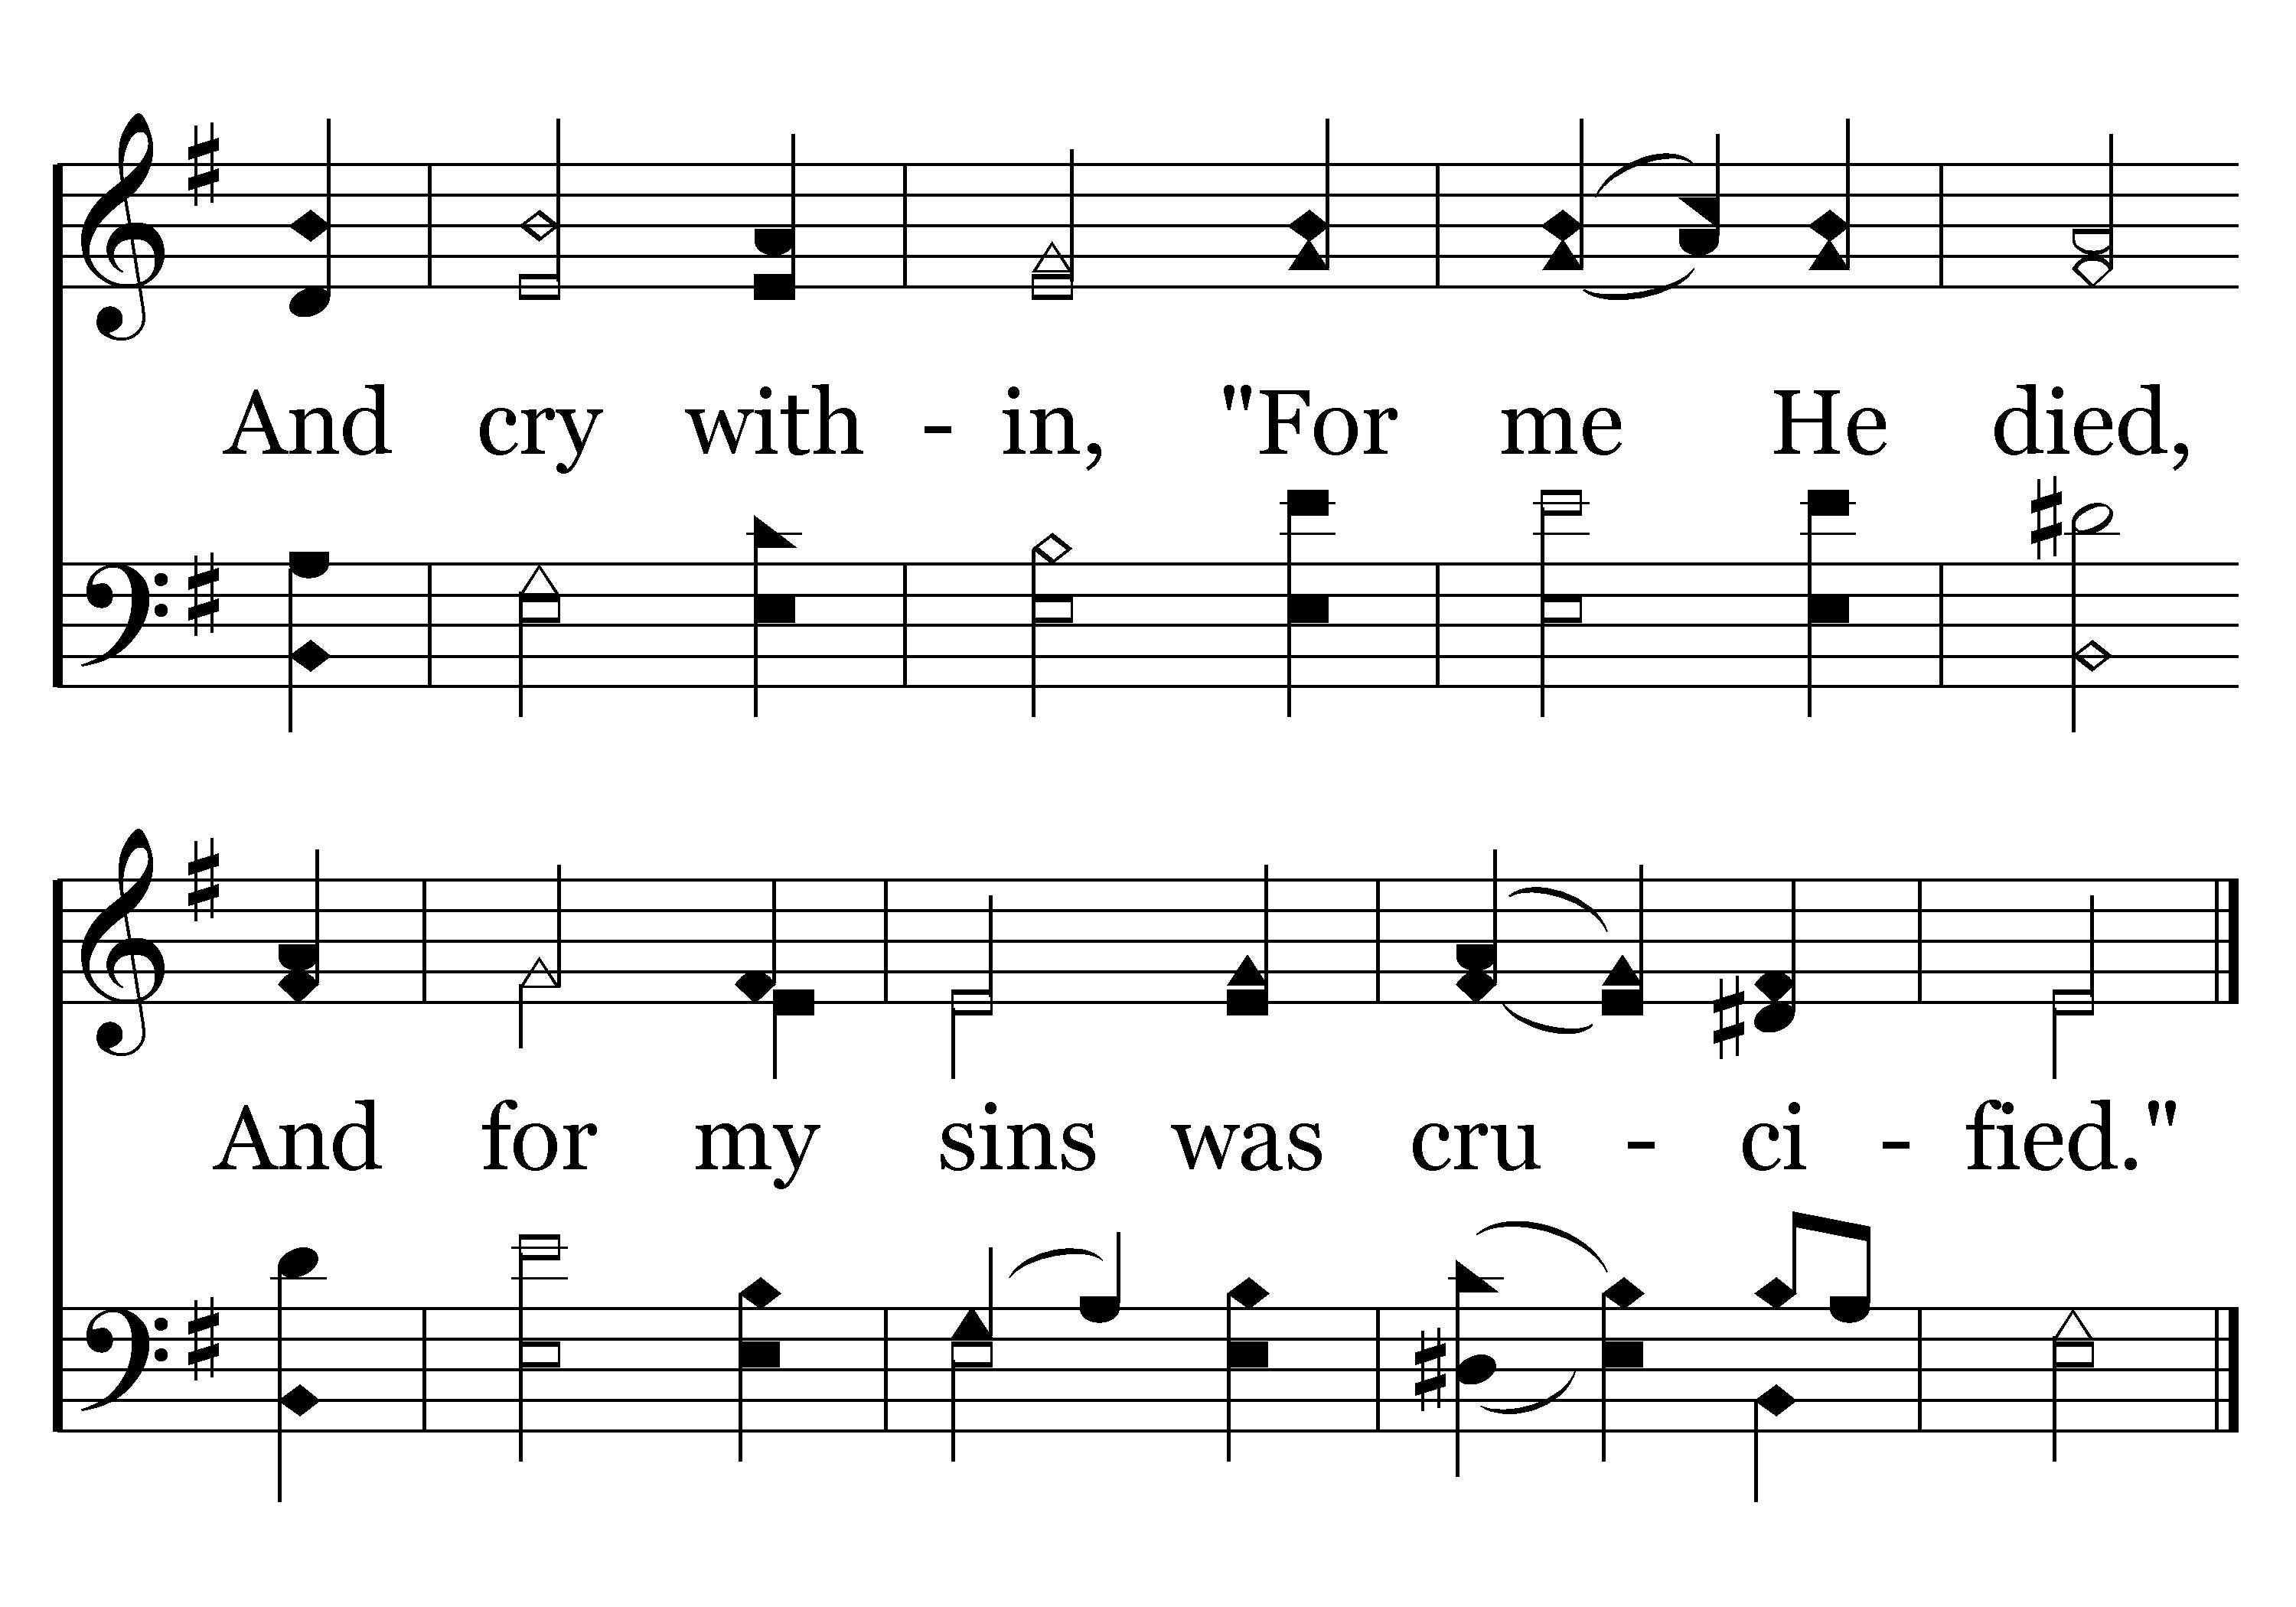 And cry with - in, "For me He died,
And for my sins was cru - ci - fied."